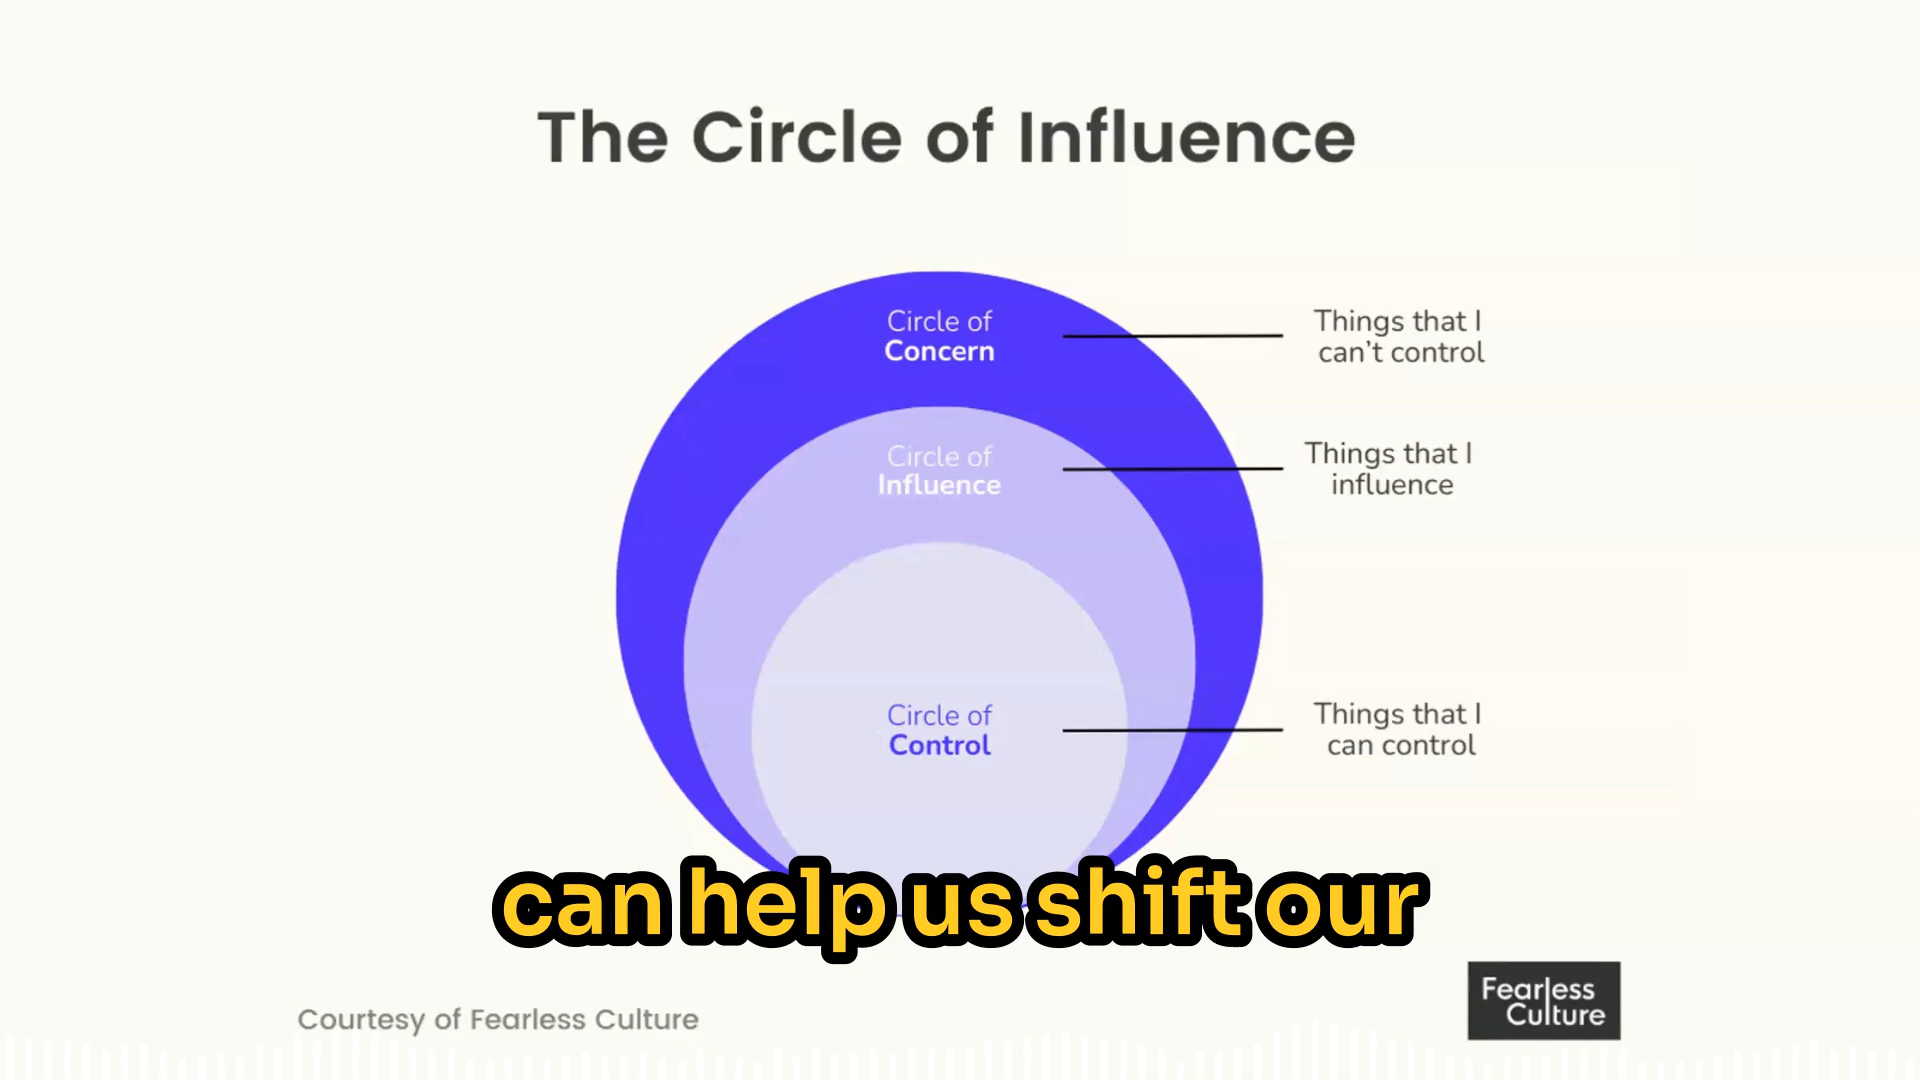 The Circle of Influence
Circle of
Concern
Things that I
can’t control
Circle of
Influence
Things that I
influence
Circle of
Control
Things that I
can control
can help us shift our
Courtesy of Fearless Culture
Fearless
Culture